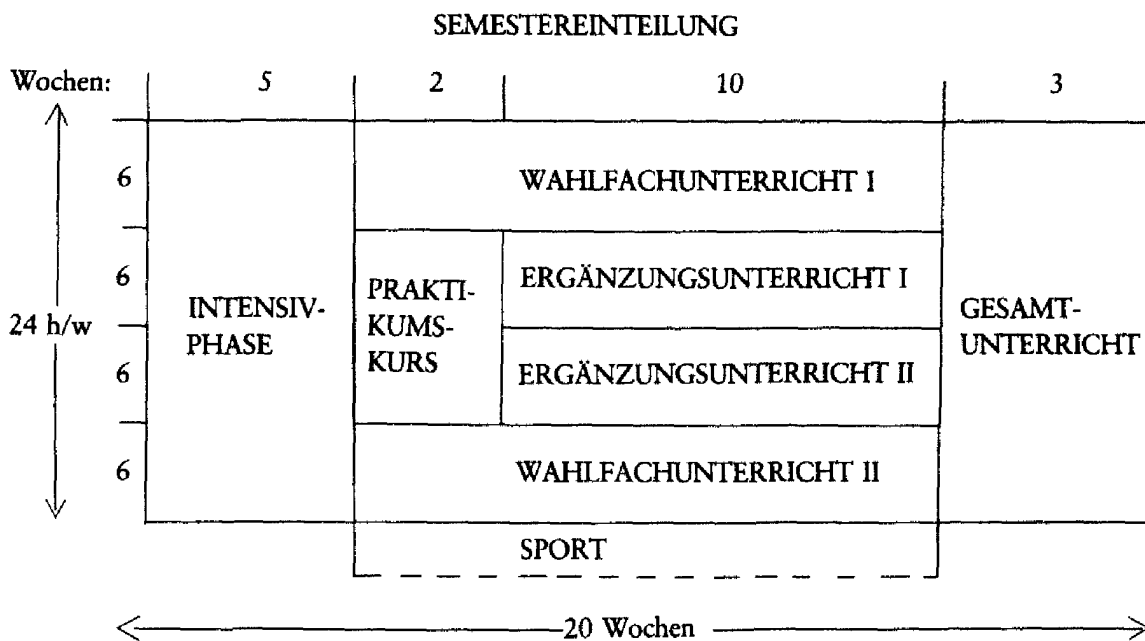 SEMESTEREINTEILUNG
Wochen: 5 2 10 3
6 WAHLFACHUNTERRICHT I
6 ERGÄNZUNGSUNTERRICHT I
24 h/w
INTENSIV-
PHASE
PRAKTI-
KUMS-
KURS
GESAMT-
UNTERRICHT
6 ERGÄNZUNGSUNTERRICHT II
6 WAHLFACHUNTERRICHT II
SPORT
20 Wochen